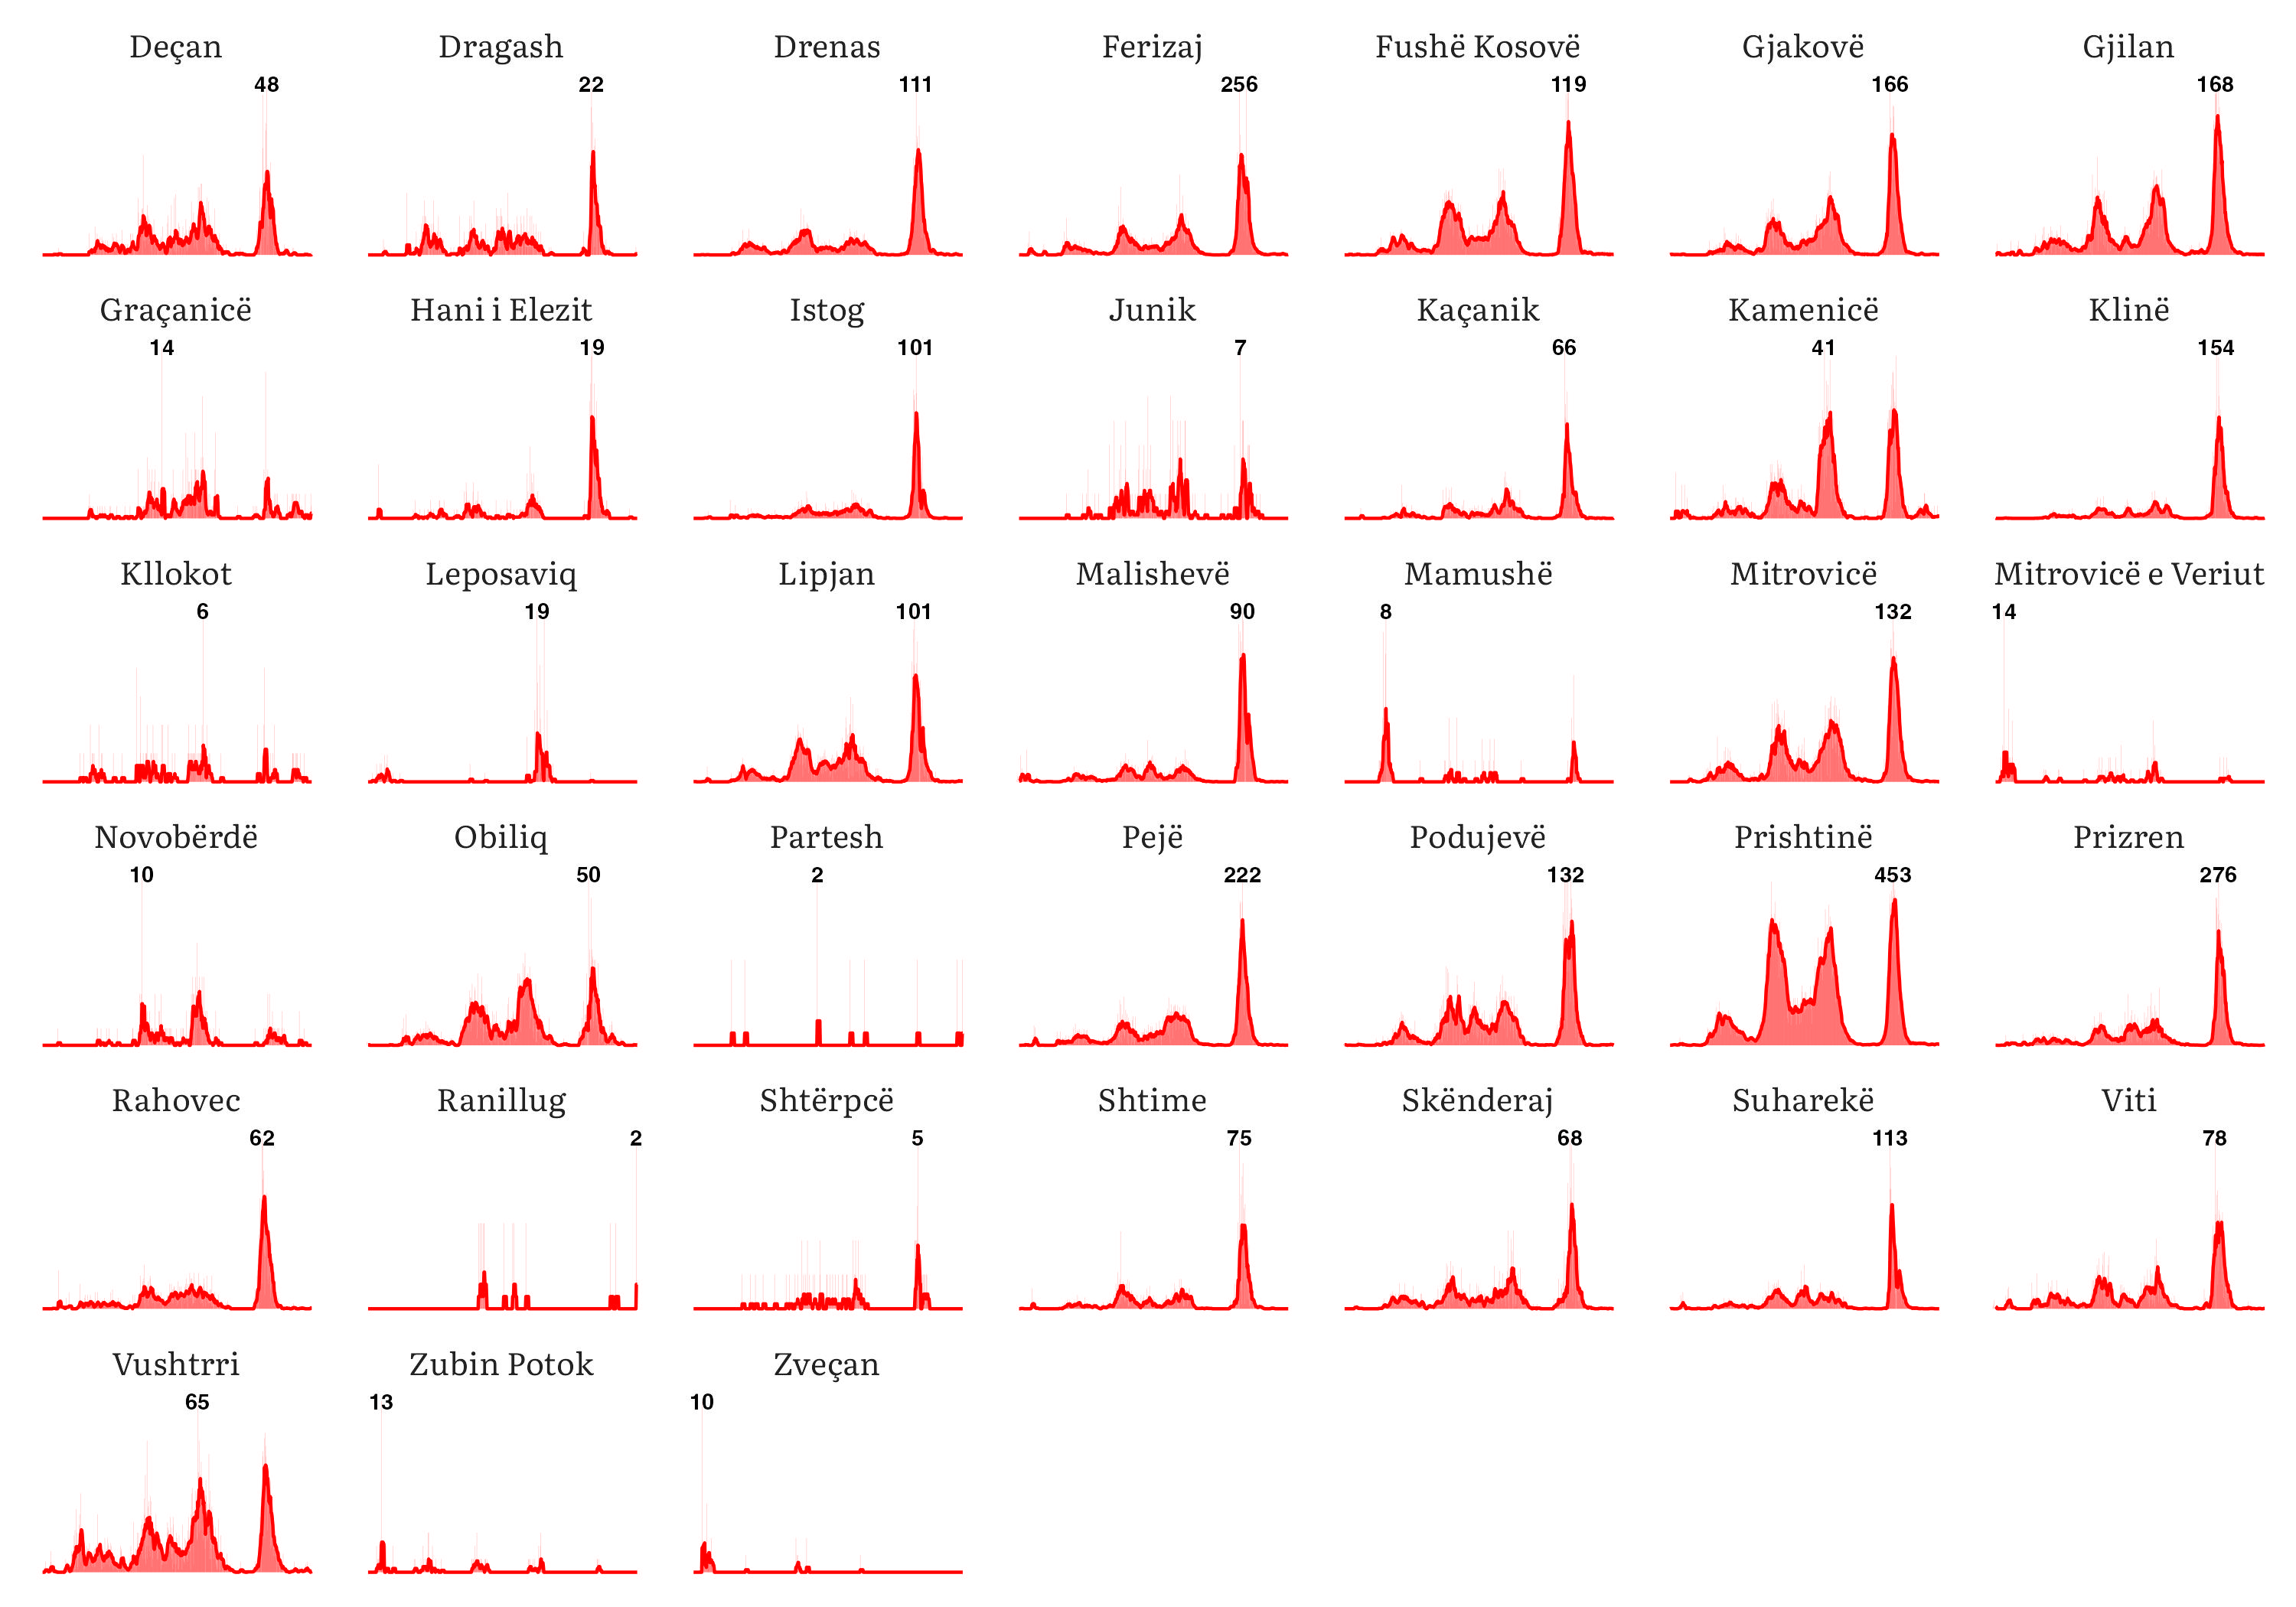 Deçan Dragash Drenas Ferizaj Fushë Kosovë Gjakovë Gjilan
48 22 111 256 119 166 168
Graçanicë Hani i Elezit Istog Junik Kaçanik Kamenicë Klinë
14 19 101 7 66 41 154
Kllokot Leposaviq Lipjan Malishevë Mamushë Mitrovicë Mitrovicë e Veriut
6 19 101 90 8 132 14
Novobërdë Obiliq Partesh Pejë Podujevë Prishtinë Prizren
10 50 2 222 132 453 276
Rahovec Ranillug Shtërpcë Shtime Skënderaj Suharekë Viti
62 2 5 75 68 113 78
Vushtrri Zubin Potok Zveçan
65 13 10